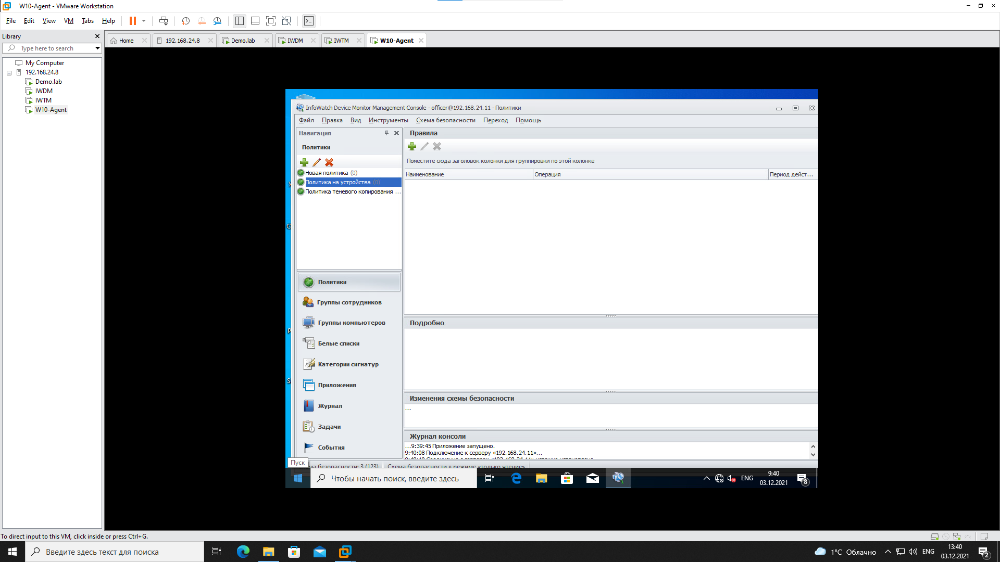 W10-Agent - VMware Workstation
File Edit View VM Tabs Help
Library
Type here to search
My Computer
192.168.24.8
Demo.lab
IWDM
IWTM
W10-Agent
Home 192.168.24.8 Demo.lab IWDM IWTM W10-Agent
InfoWatch Device Monitor Management Console - officer@192.168.24.11 - Политики
Файл Правка Вид Инструменты Схема безопасности Переход Помощь
Навигация
Политики
Новая политика (0)
Политика на устройства (0)
Политика теневого копирования ...
Политики
Группы сотрудников
Группы компьютеров
Белые списки
Категории сигнатур
Приложения
Журнал
Задачи
События
Правила
Поместите сюда заголовок колонки для группировки по этой колонке
Наименование Операция Период дейст...
Подробно
Изменения схемы безопасности
...
Журнал консоли
...9:39:45 Приложение запущено.
9:40:08 Подключение к серверу «192.168.24.11»...
Пуск
безопасности: 3 (123) Схема безопасности в режиме «только чтение»
Чтобы начать поиск, введите здесь
ENG
9:40
03.12.2021
8
To direct input to this VM, click inside or press Ctrl+G.
Введите здесь текст для поиска
1°C Облачно
ENG
13:40
03.12.2021
2